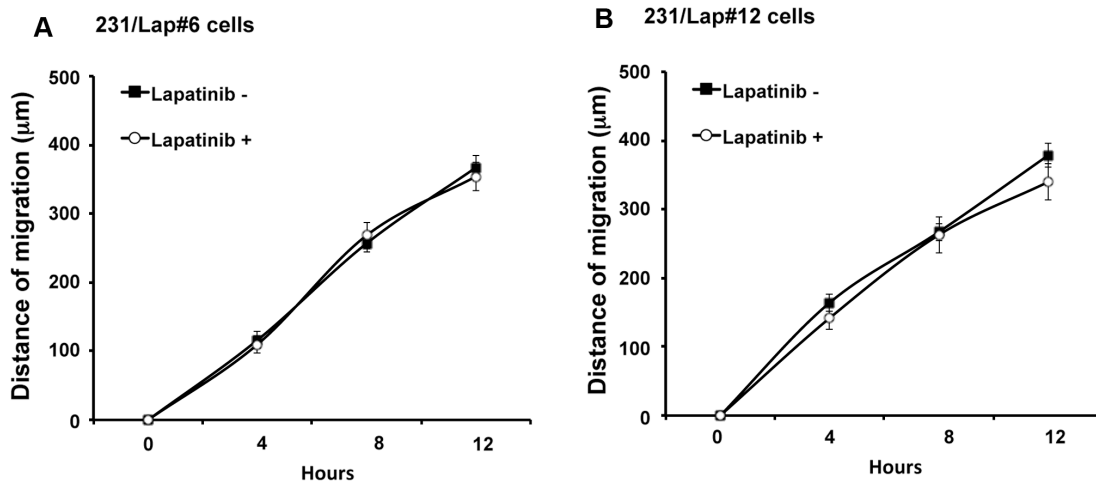 A 231/Lap#6 cells
500
400
300
200
100
0
Distance of migration (μm)
Lapatinib -
Lapatinib +
0 4 8 12
Hours
B 231/Lap#12 cells
500
400
300
200
100
0
Distance of migration (μm)
Lapatinib -
Lapatinib +
0 4 8 12
Hours